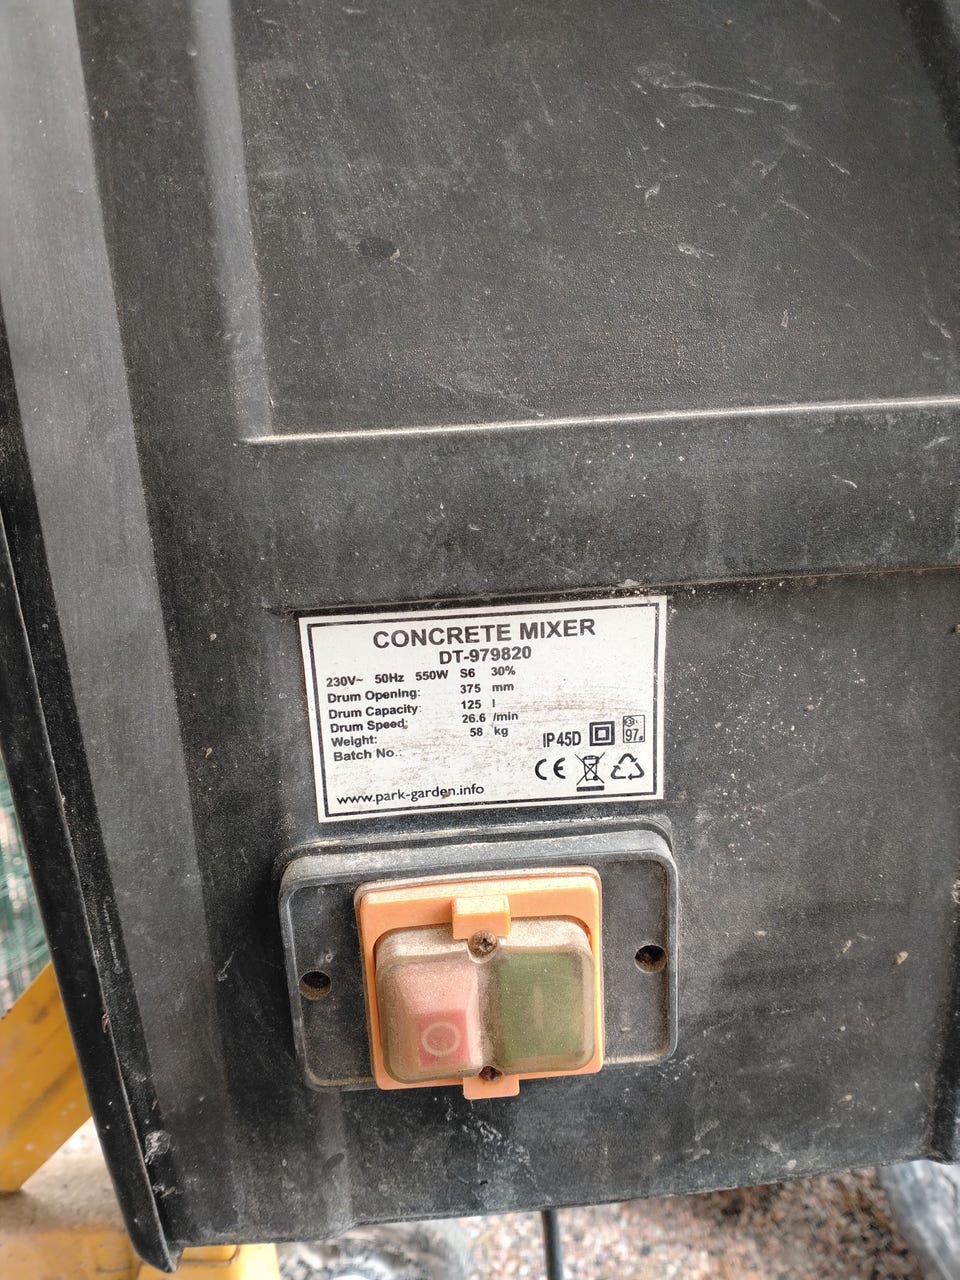 CONCRETE MIXER
DT-979820
230V~ 50Hz 550W S6 30%
Drum Opening: 375 mm
Drum Capacity: 125 l
Drum Speed: 26.6 /min
Weight: 58 kg
Batch No.:
IP45D 97
CE
www.park-garden.info